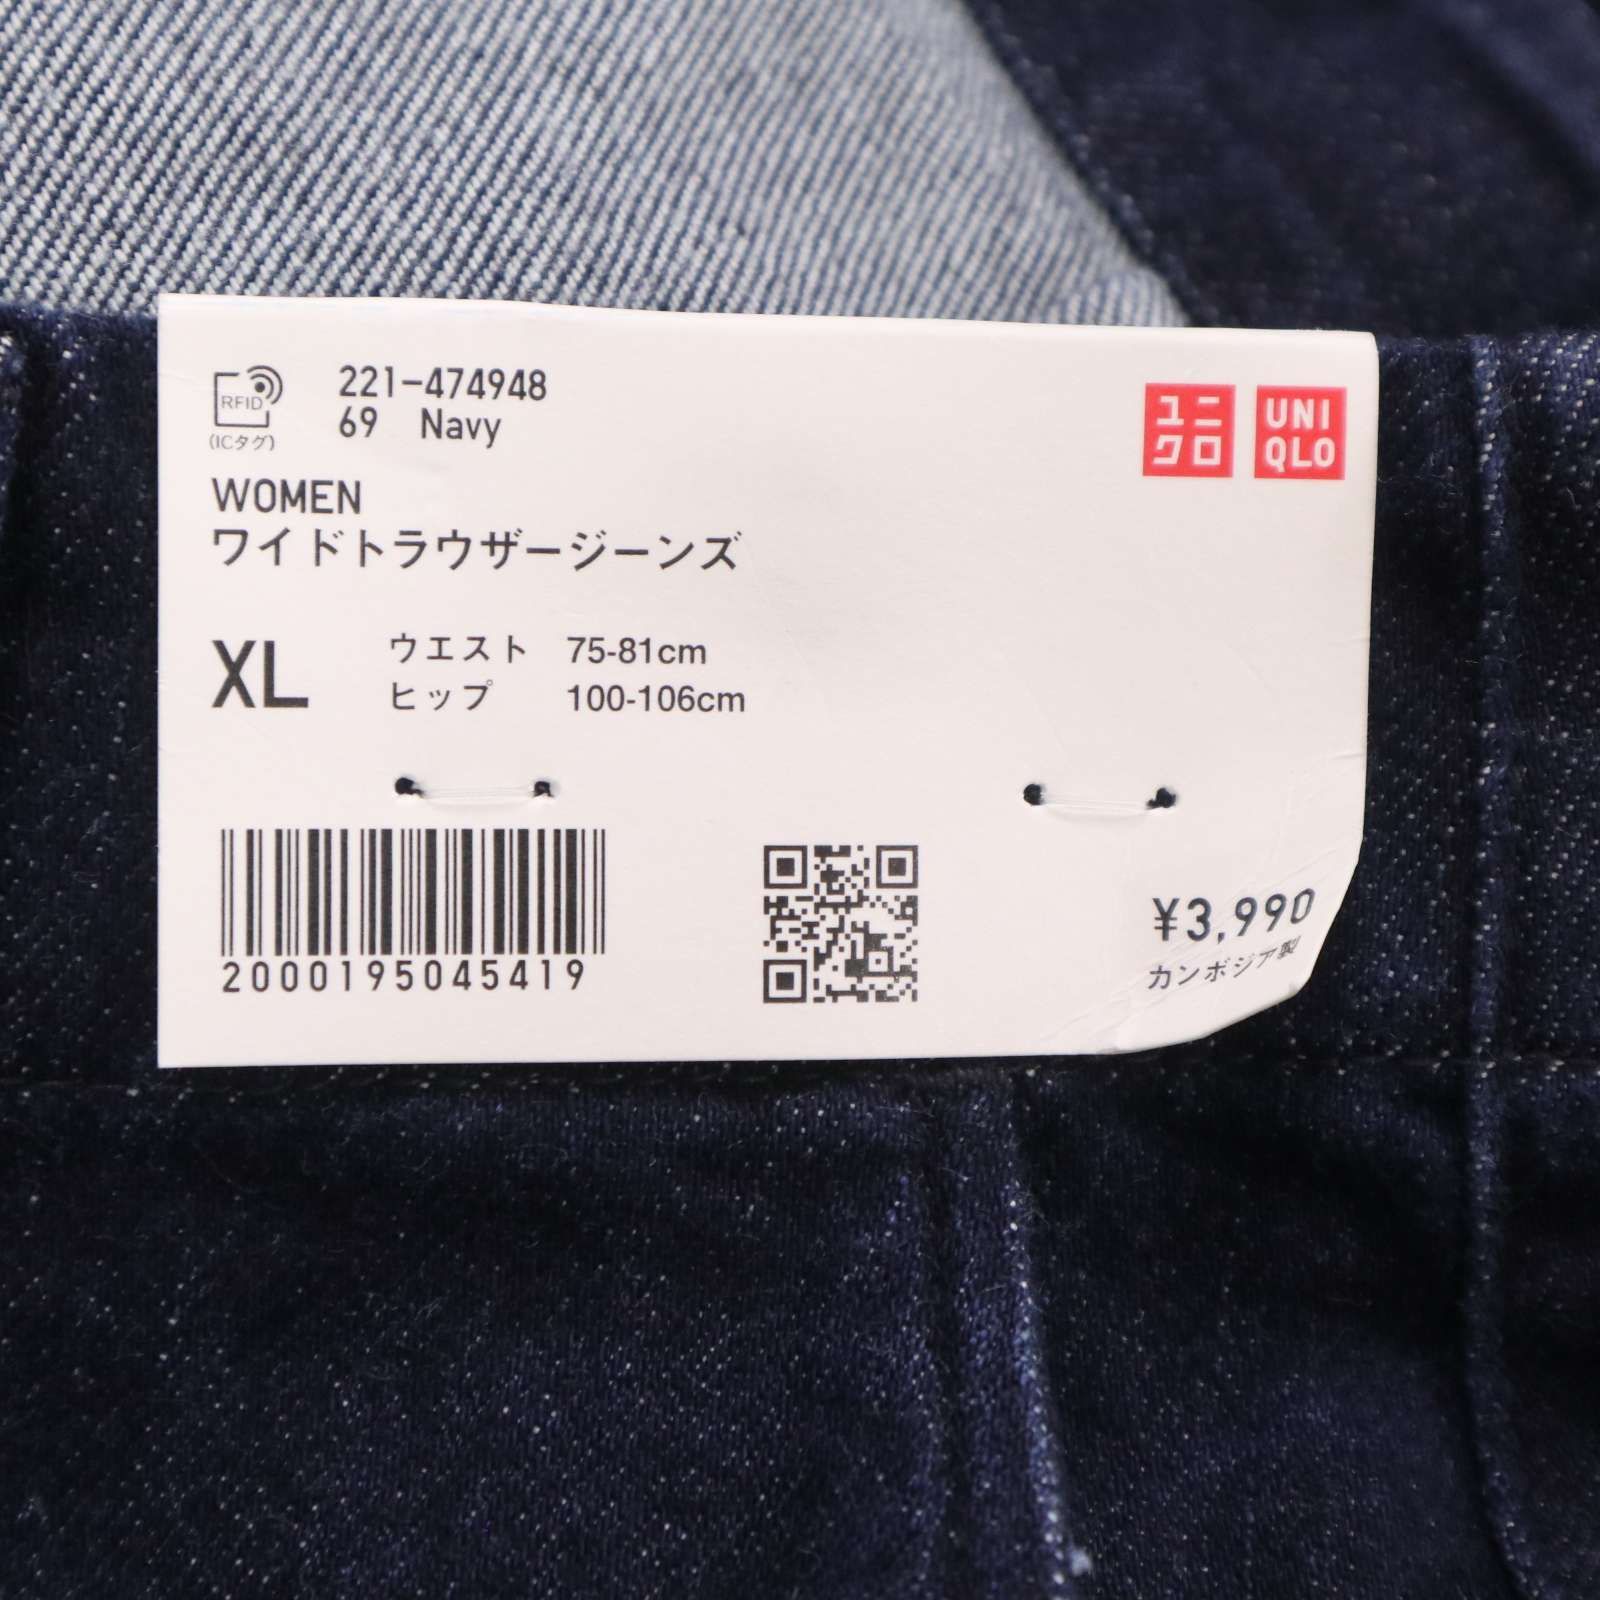 RFID
(ICタグ)
221-474948
69 Navy
ユニ
クロ
UNI
QLO
WOMEN
ワイドトラウザージーンズ
XL
ウエスト 75-81cm
ヒップ 100-106cm
2000195045419
¥3,990
カンボジア製